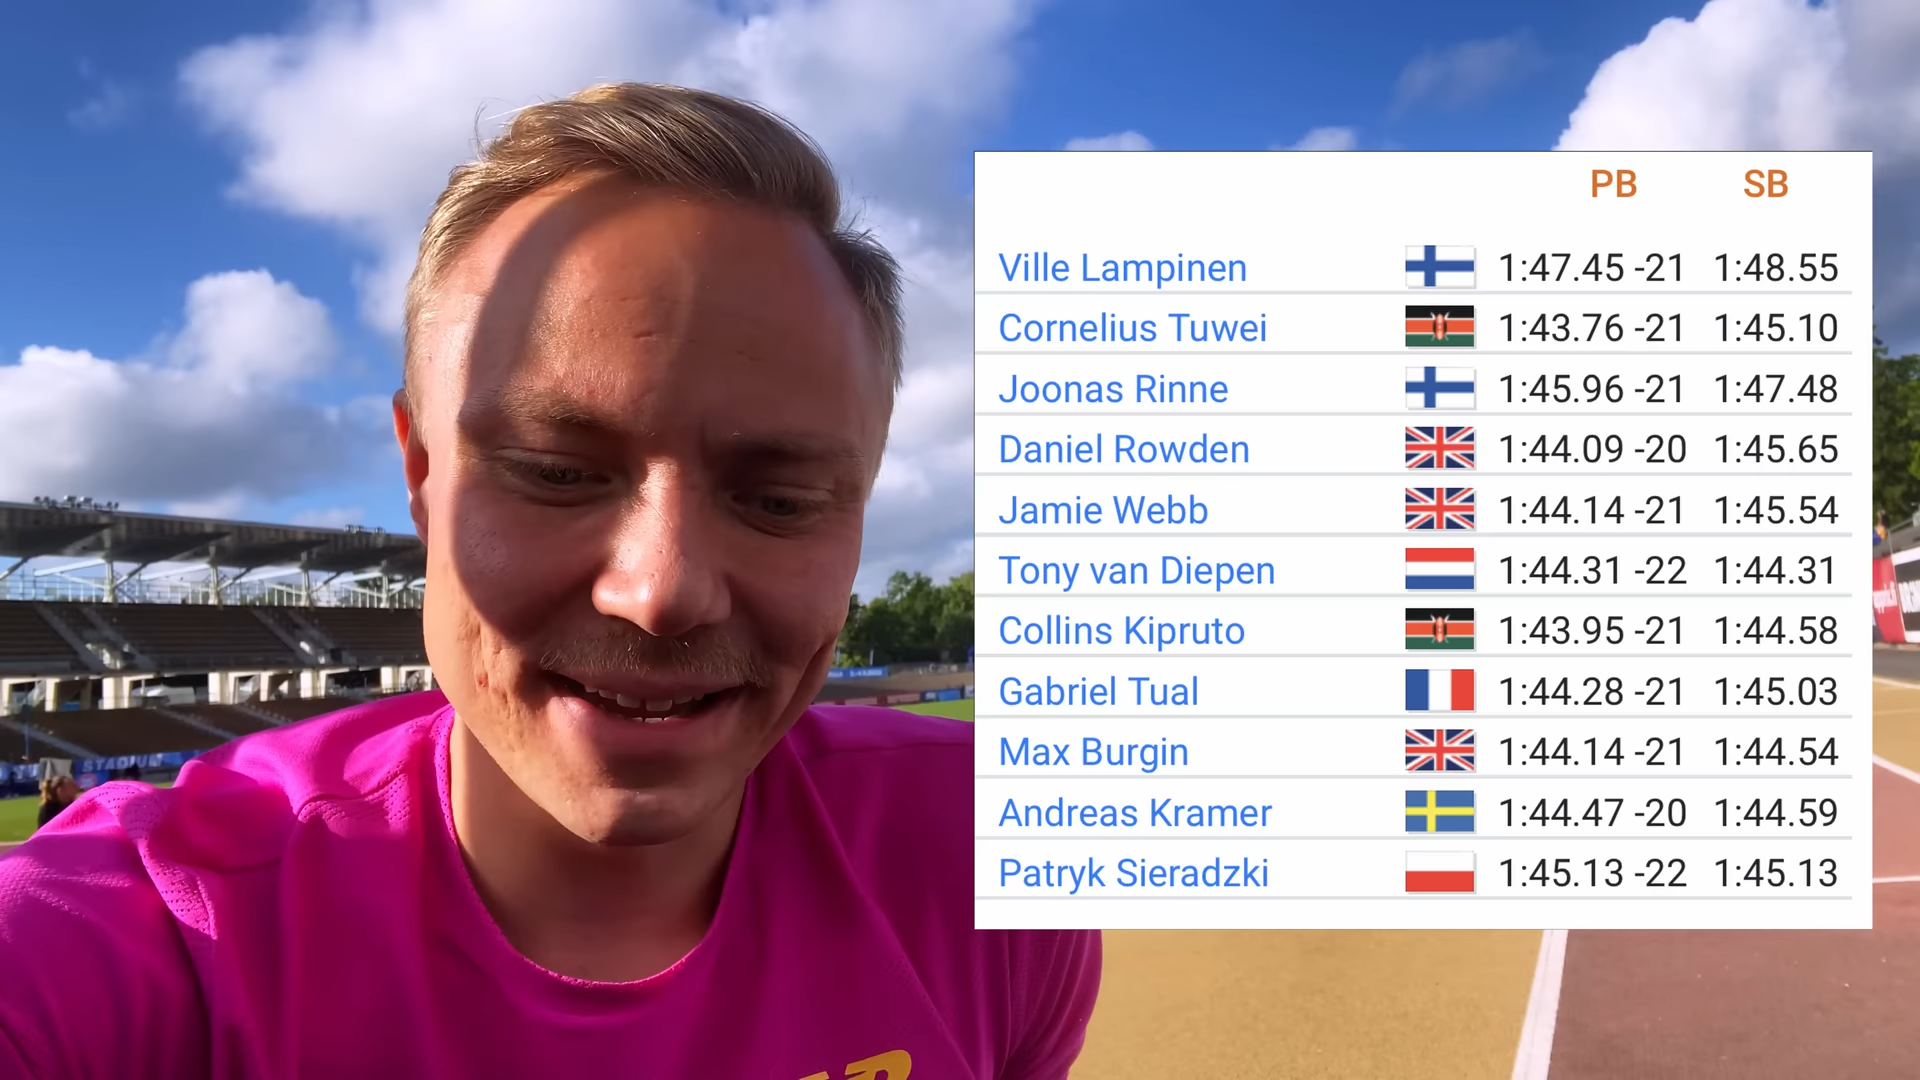 PB SB
Ville Lampinen 1:47.45 -21 1:48.55
Cornelius Tuwei 1:43.76 -21 1:45.10
Joonas Rinne 1:45.96 -21 1:47.48
Daniel Rowden 1:44.09 -20 1:45.65
Jamie Webb 1:44.14 -21 1:45.54
Tony van Diepen 1:44.31 -22 1:44.31
Collins Kipruto 1:43.95 -21 1:44.58
Gabriel Tual 1:44.28 -21 1:45.03
Max Burgin 1:44.14 -21 1:44.54
Andreas Kramer 1:44.47 -20 1:44.59
Patryk Sieradzki 1:45.13 -22 1:45.13
STADIUM